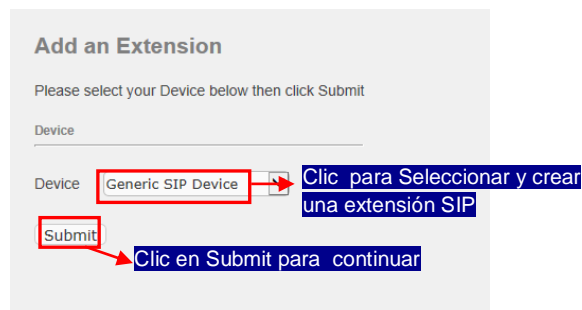 Add an Extension
Please select your Device below then click Submit
Device
Device Generic SIP Device Clic para Seleccionar y crear
una extensión SIP
Submit
Clic en Submit para continuar